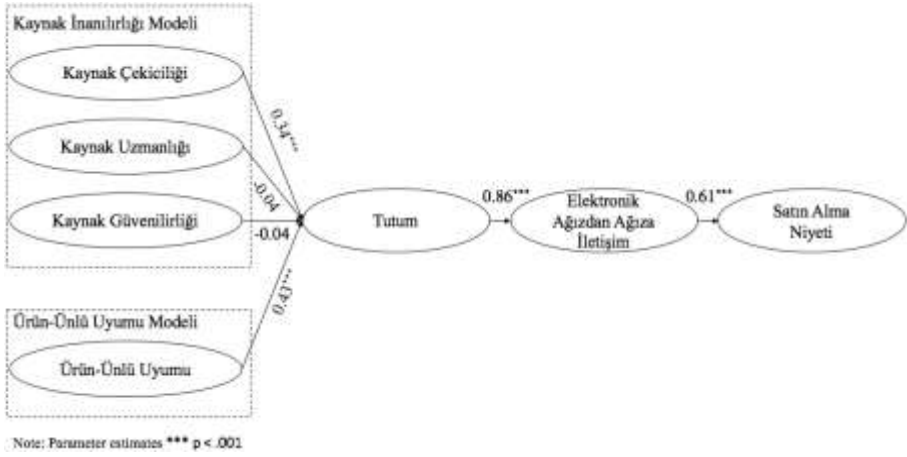 Kaynak İnanılırlığı Modeli
Kaynak Çekiciliği
0.34***
Kaynak Uzmanlığı
-0.04
Kaynak Güvenilirliği
-0.04
Tutum
0.86***
Elektronik
Ağızdan Ağıza
İletişim
0.61***
Satın Alma
Niyeti
0.43***
Ürün-Ünlü Uyumu Modeli
Ürün-Ünlü Uyumu
Note: Parameter estimates *** p < .001